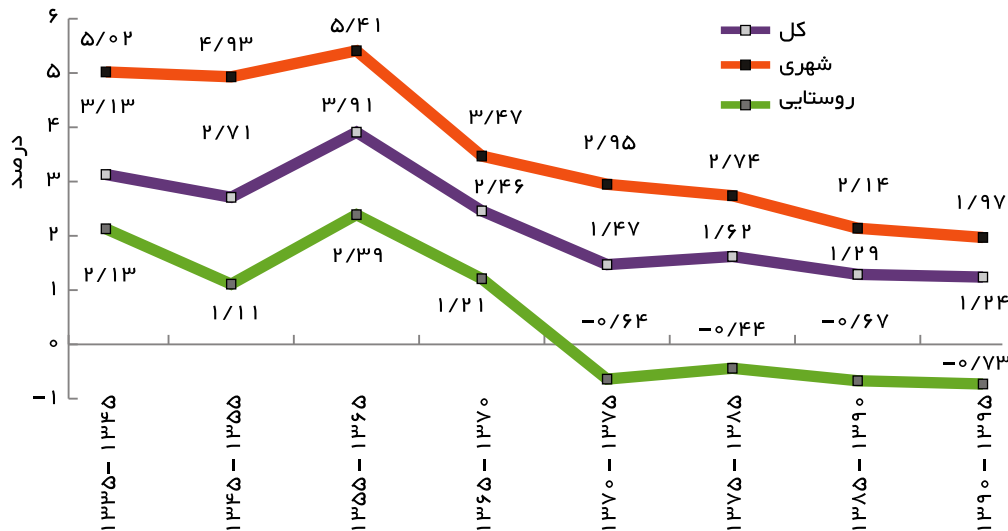 درصد
۶
۵
۴
۳
۲
۱
۰
−۱
کل
شهری
روستایی
۵/۰۲
۴/۹۳
۵/۴۱
۳/۴۷
۲/۹۵
۲/۷۴
۲/۱۴
۱/۹۷
۳/۱۳
۲/۷۱
۳/۹۱
۲/۴۶
۱/۴۷
۱/۶۲
۱/۲۹
۱/۲۴
۲/۱۳
۱/۱۱
۲/۳۹
۱/۲۱
−۰/۶۴
−۰/۴۴
−۰/۶۷
−۰/۷۳
۱۳۳۵ – ۱۳۴۵
۱۳۴۵ – ۱۳۵۵
۱۳۵۵ – ۱۳۶۵
۱۳۶۵ – ۱۳۷۰
۱۳۷۰ – ۱۳۷۵
۱۳۷۵ – ۱۳۸۵
۱۳۸۵ – ۱۳۹۰
۱۳۹۰ – ۱۳۹۵